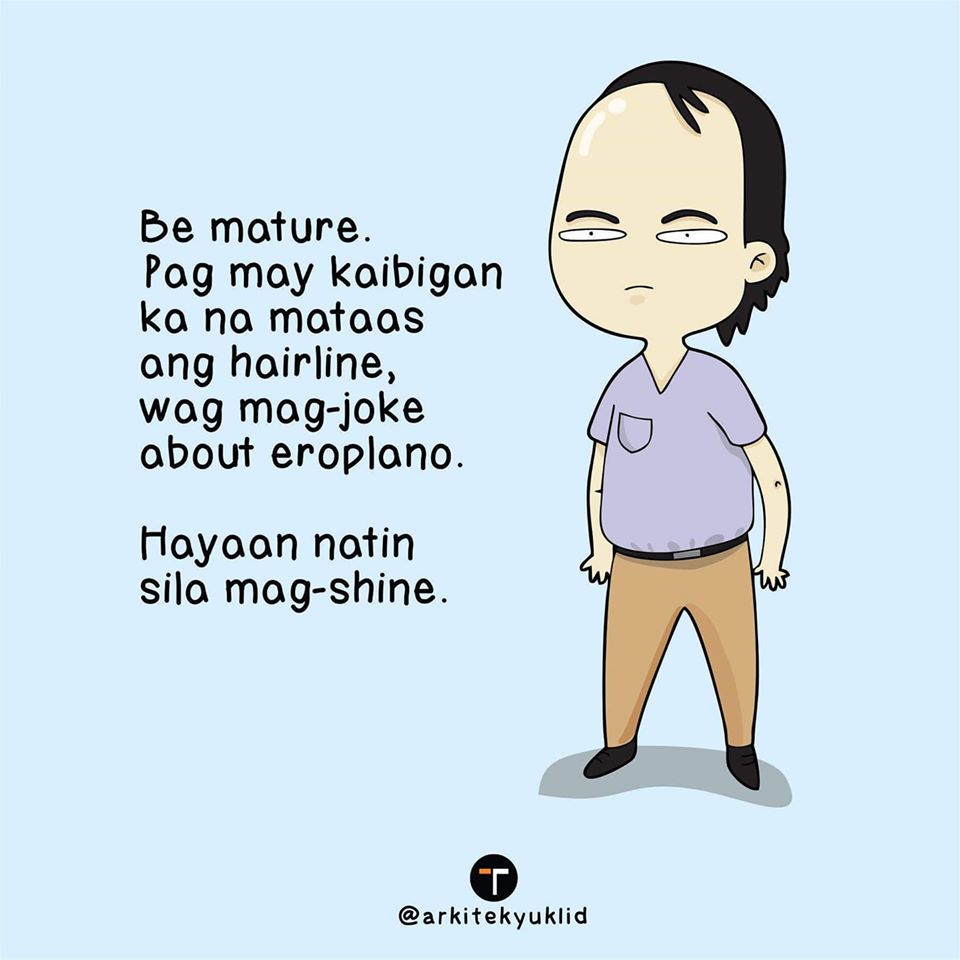 Be mature.
Pag may kaibigan
ka na mataas
ang hairline,
wag mag-joke
about eroplano.
Hayaan natin
sila mag-shine.
T
@arkitekyuklid